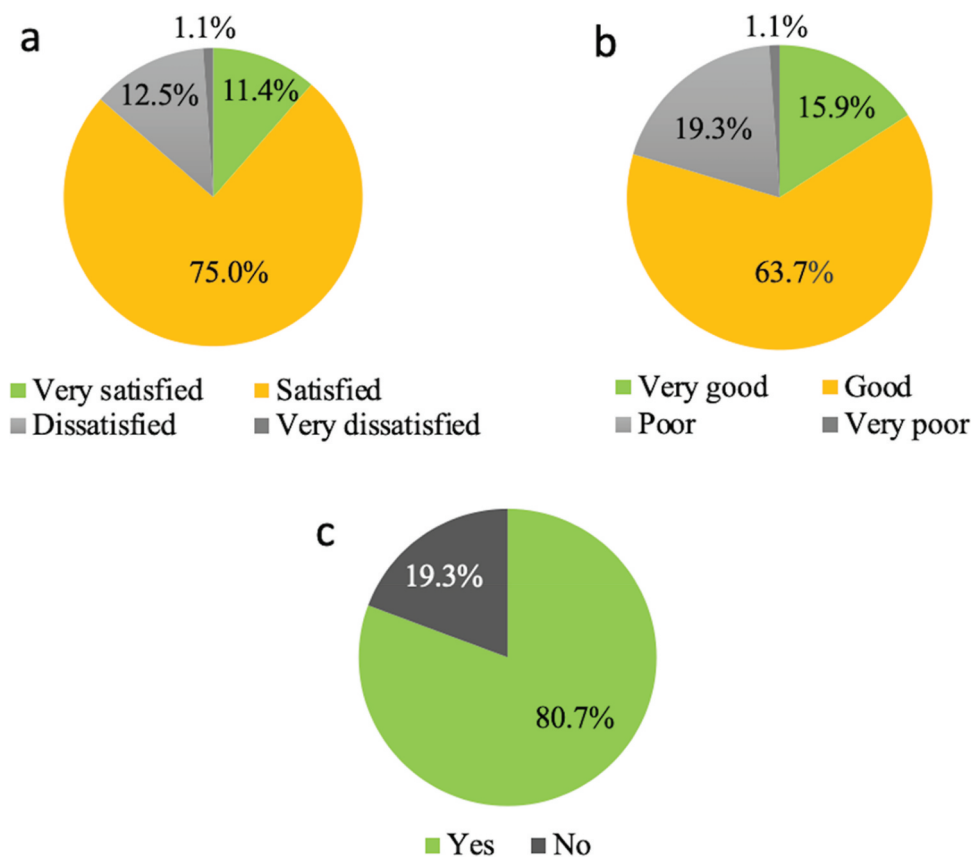 a
1.1%
12.5%
11.4%
75.0%
Very satisfied
Satisfied
Dissatisfied
Very dissatisfied
b
1.1%
19.3%
15.9%
63.7%
Very good
Good
Poor
Very poor
c
19.3%
80.7%
Yes
No